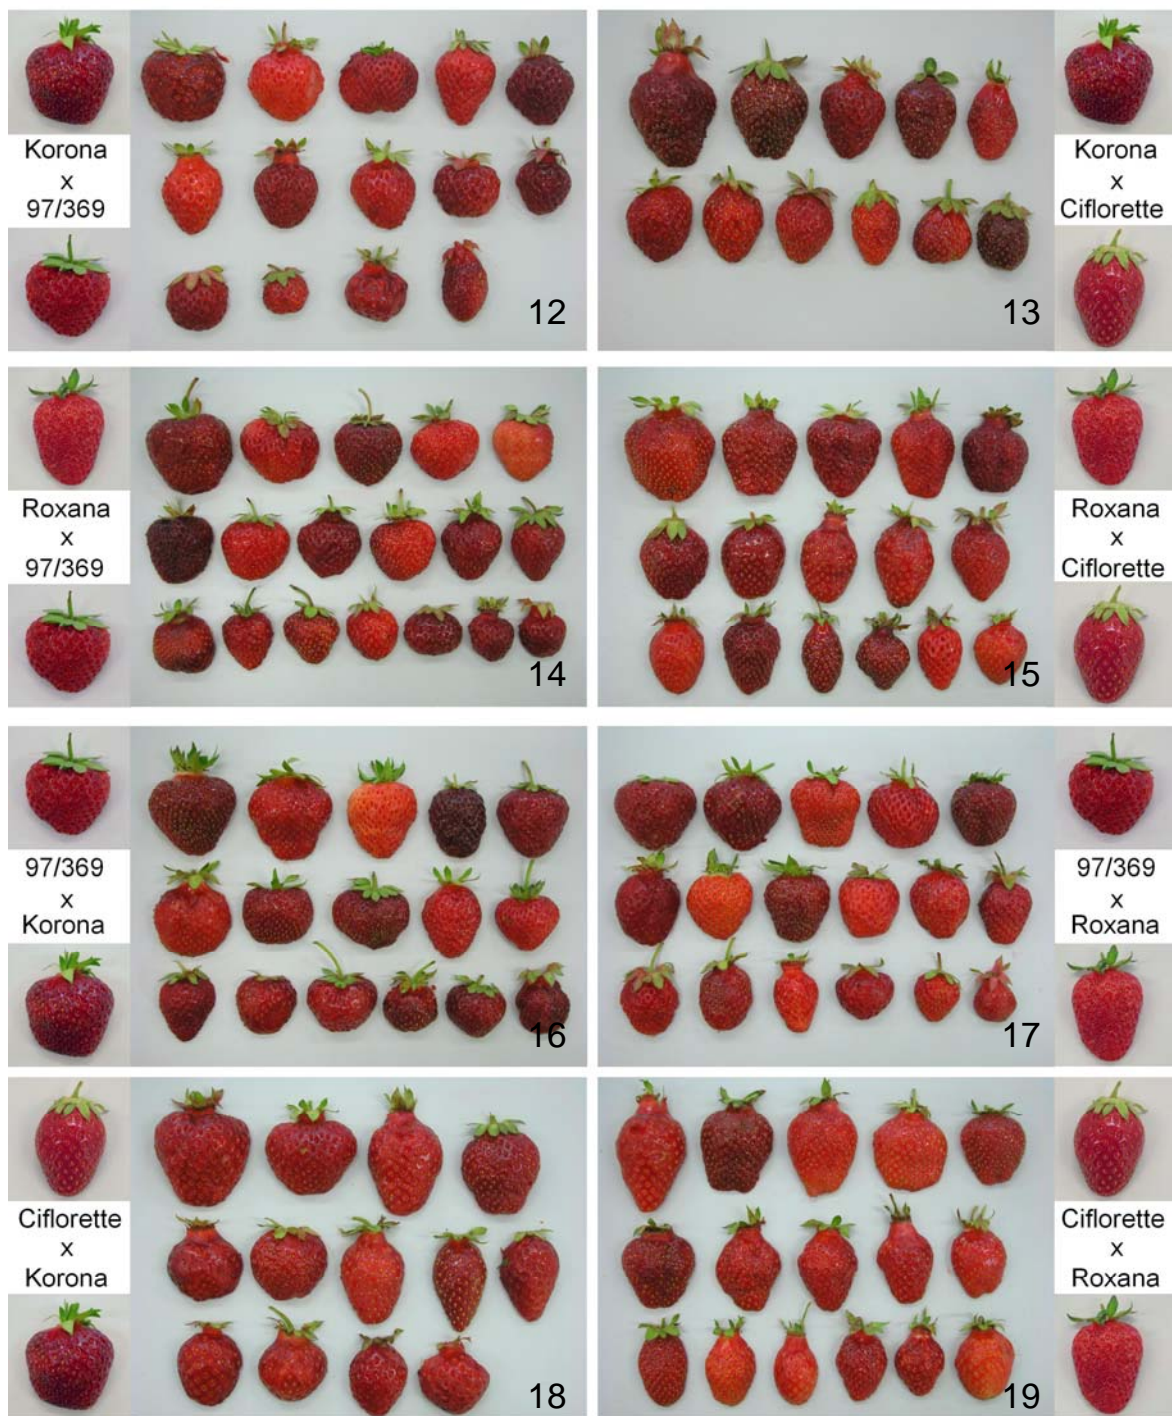 Korona
x
97/369
12
Korona
x
Ciflorette
13
Roxana
x
97/369
14
Roxana
x
Ciflorette
15
97/369
x
Korona
16
97/369
x
Roxana
17
Ciflorette
x
Korona
18
Ciflorette
x
Roxana
19